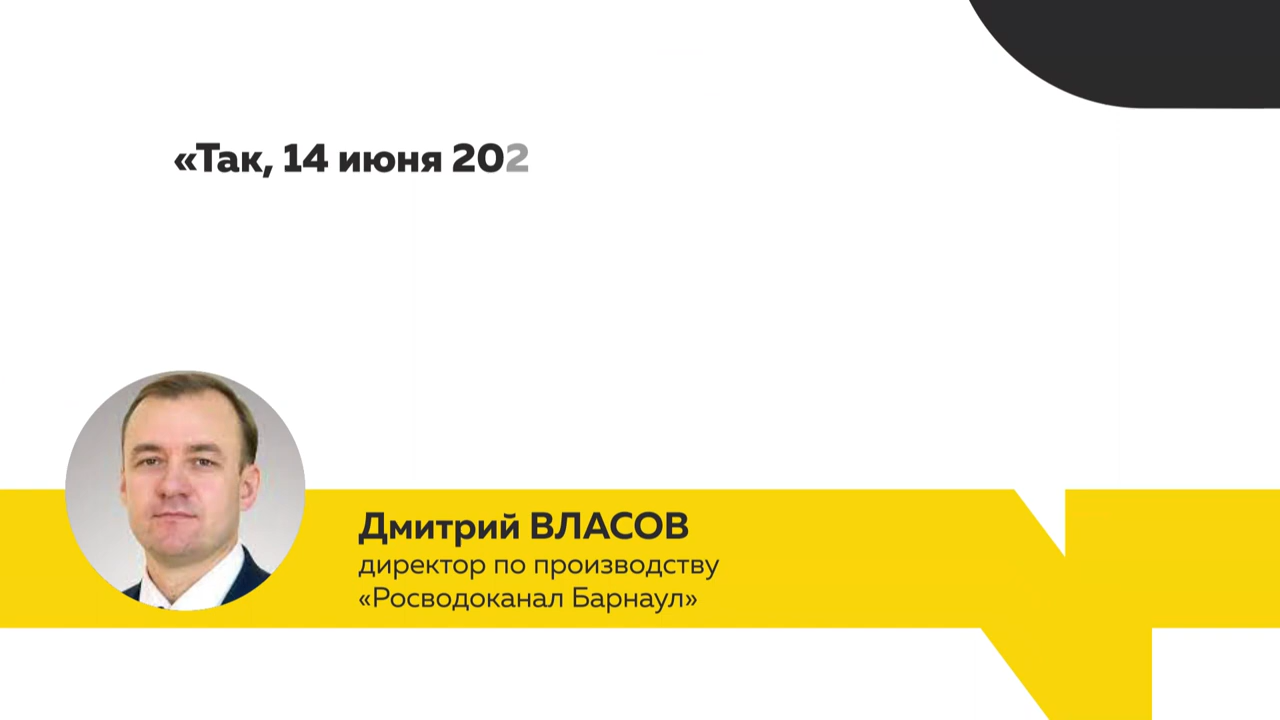 «Так, 14 июня 202
Дмитрий ВЛАСОВ
директор по производству
«Росводоканал Барнаул»